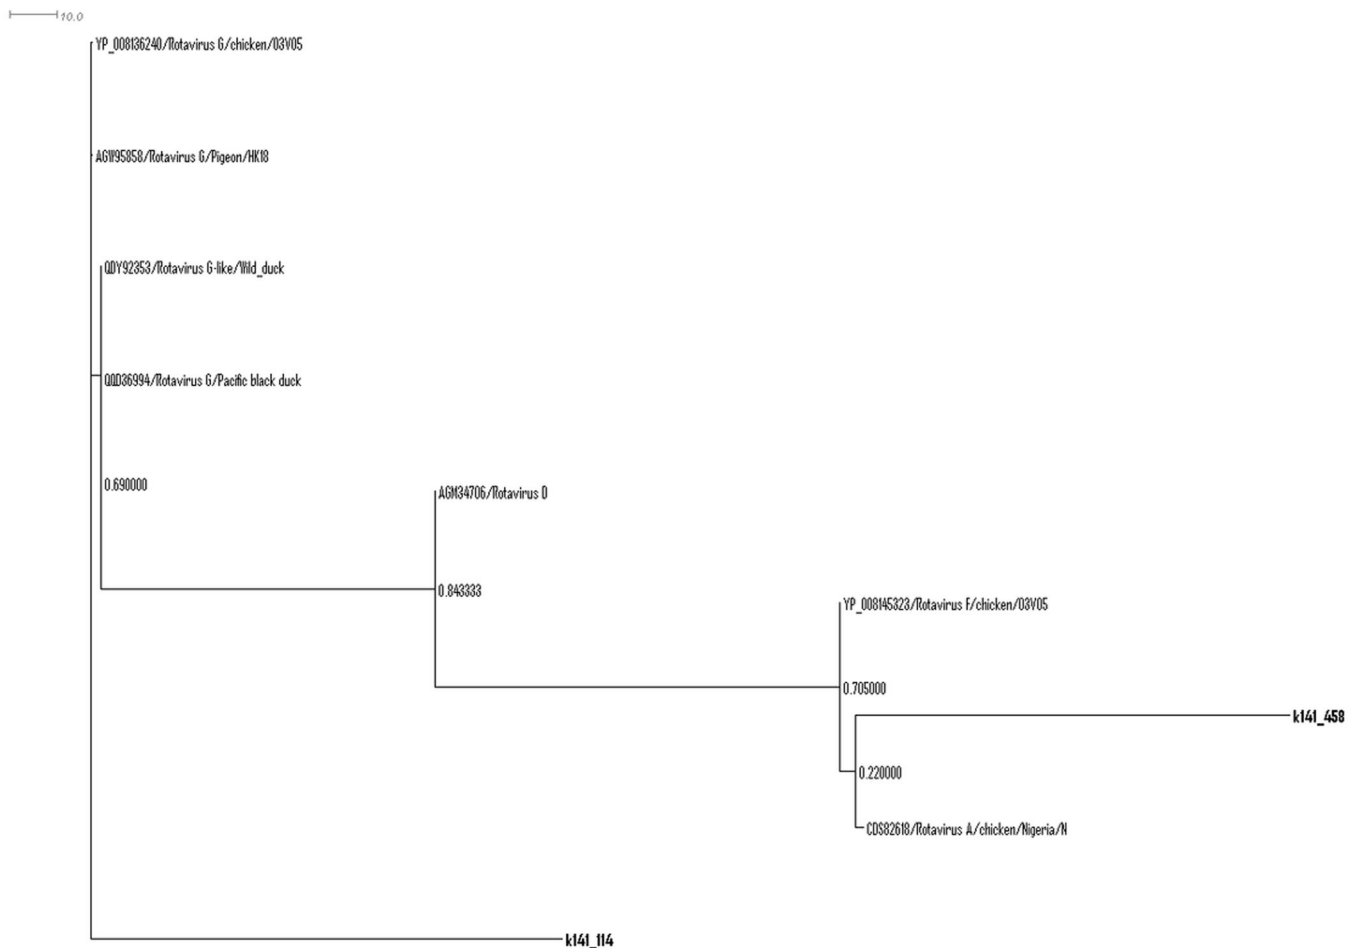 10.0
YP_008136240/Rotavirus G/chicken/03V05
AGW95858/Rotavirus G/Pigeon/HK18
QDY92353/Rotavirus G-like/Wild_duck
QQD36994/Rotavirus G/Pacific black duck
0.690000
AGM34706/Rotavirus D
0.843333
YP_008145323/Rotavirus F/chicken/03V05
0.705000
k141_458
0.220000
CDS82618/Rotavirus A/chicken/Nigeria/N
k141_114